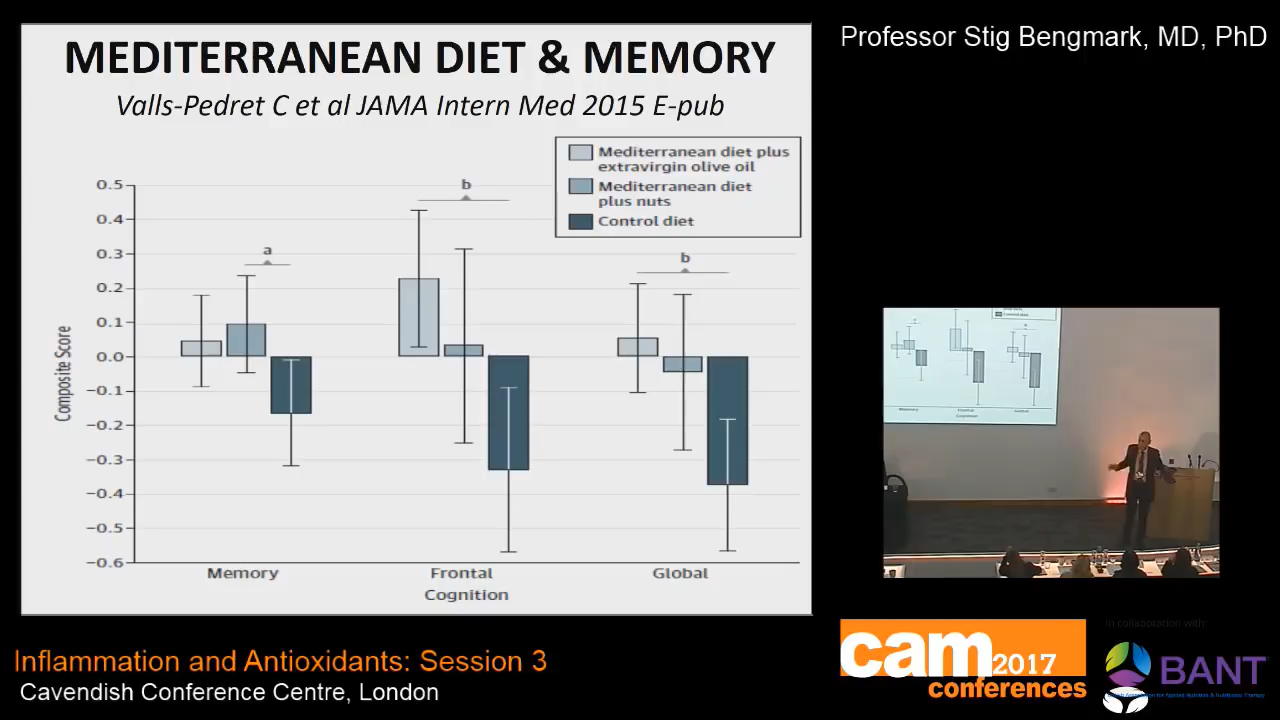 MEDITERRANEAN DIET & MEMORY
Valls-Pedret C et al JAMA Intern Med 2015 E-pub
Mediterranean diet plus
extravirgin olive oil
Mediterranean diet
plus nuts
Control diet
Composite Score
0.5
0.4
0.3
0.2
0.1
0.0
−0.1
−0.2
−0.3
−0.4
−0.5
−0.6
a
b
b
Memory
Frontal
Global
Cognition
Professor Stig Bengmark, MD, PhD
Inflammation and Antioxidants: Session 3
Cavendish Conference Centre, London
cam 2017
conferences
In collaboration with:
BANT